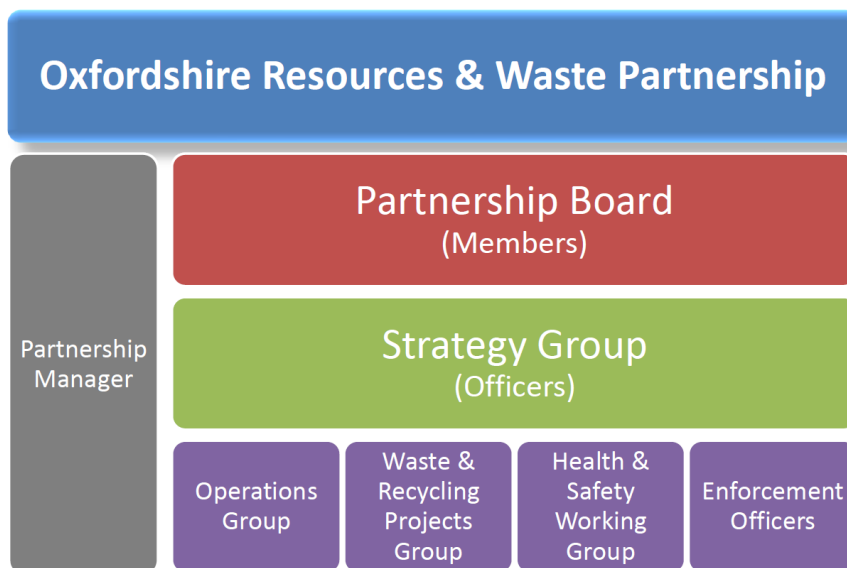 Oxfordshire Resources & Waste Partnership
Partnership Board
(Members)
Partnership
Manager
Strategy Group
(Officers)
Operations
Group
Waste &
Recycling
Projects
Group
Health &
Safety
Working
Group
Enforcement
Officers